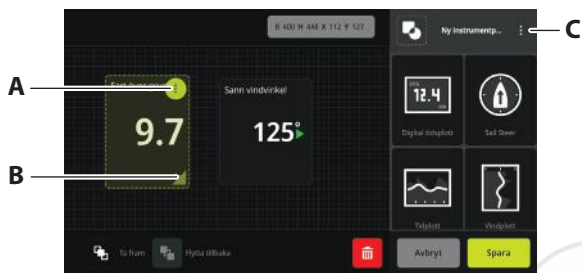 B 400 H 448 X 112 Y 127
Ny instrumentp...
C
A
Sann vindvinkel
9.7
125°
12.4
Digital tidsplott
Sail Steer
B
Tidplott
Vindplott
Ta fram
Flytta tillbaka
Avbryt
Spara